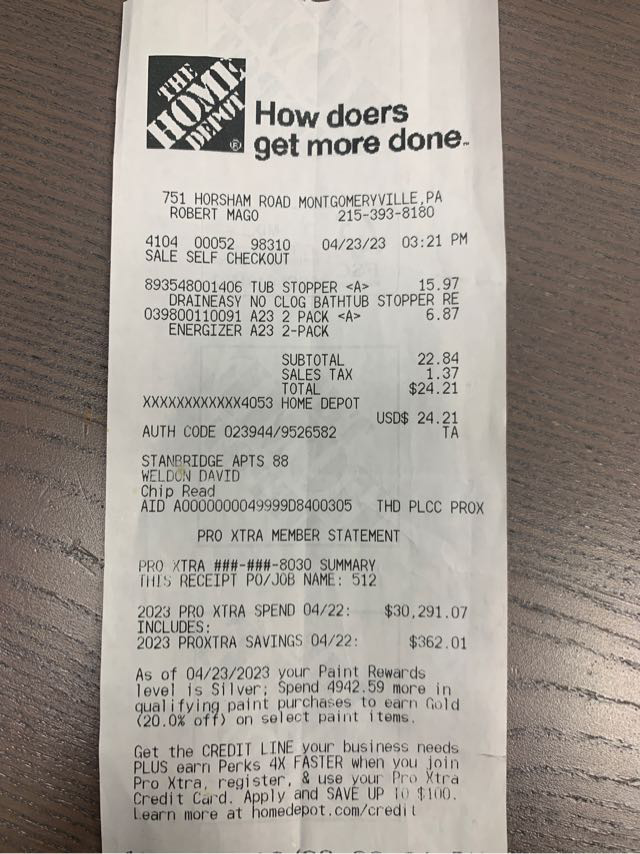 THE
HOME
DEPOT
®
How doers
get more done™
751 HORSHAM ROAD MONTGOMERYVILLE,PA
ROBERT MAGO 215-393-8180
4104 00052 98310 04/23/23 03:21 PM
SALE SELF CHECKOUT
893548001406 TUB STOPPER <A> 15.97
DRAINEASY NO CLOG BATHTUB STOPPER RE
039800110091 A23 2 PACK <A> 6.87
ENERGIZER A23 2-PACK
SUBTOTAL 22.84
SALES TAX 1.37
TOTAL $24.21
XXXXXXXXXXXX4053 HOME DEPOT
USD$ 24.21
AUTH CODE 023944/9526582 TA
STANBRIDGE APTS 88
WELDON DAVID
Chip Read
AID A0000000049999D8400305 THD PLCC PROX
PRO XTRA MEMBER STATEMENT
PRO XTRA ###-###-8030 SUMMARY
THIS RECEIPT PO/JOB NAME: 512
2023 PRO XTRA SPEND 04/22: $30,291.07
INCLUDES:
2023 PROXTRA SAVINGS 04/22: $362.01
As of 04/23/2023 your Paint Rewards
level is Silver; Spend 4942.59 more in
qualifying paint purchases to earn Gold
(20.0% off) on select paint items.
Get the CREDIT LINE your business needs
PLUS earn Perks 4X FASTER when you join
Pro Xtra, register, & use your Pro Xtra
Credit Card. Apply and SAVE UP TO $100.
Learn more at homedepot.com/credit